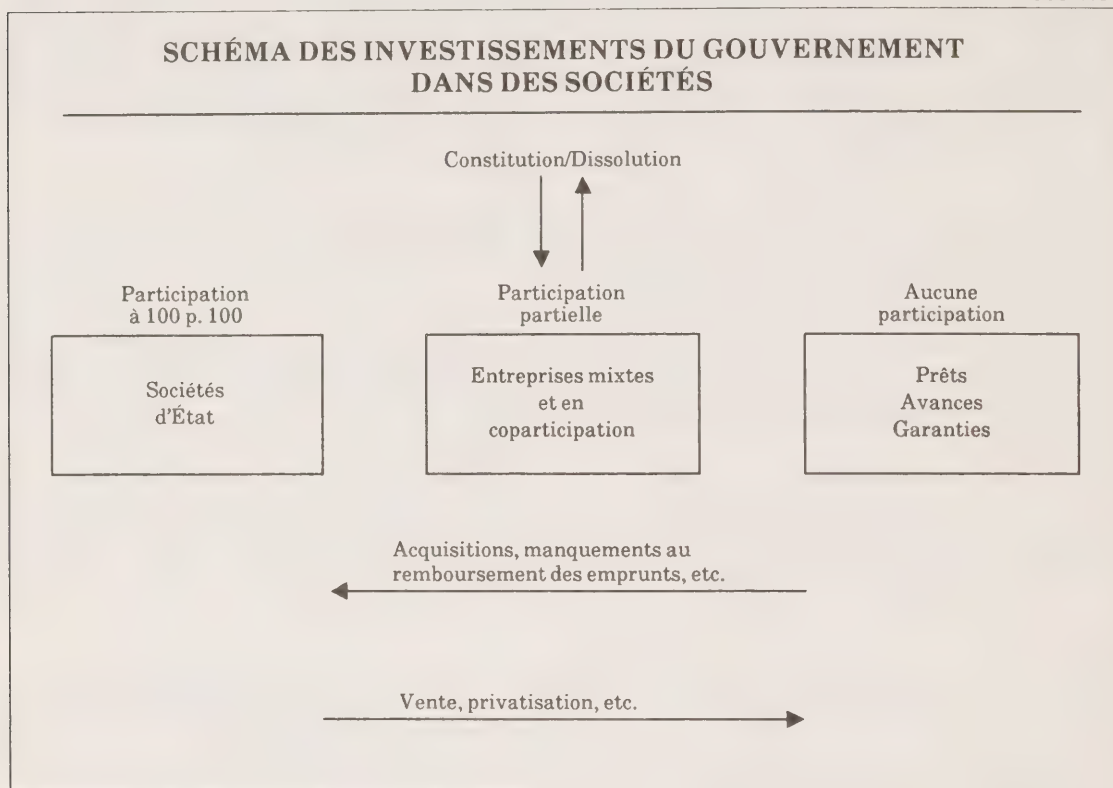 SCHÉMA DES INVESTISSEMENTS DU GOUVERNEMENT
DANS DES SOCIÉTÉS
Constitution/Dissolution
Participation
à 100 p. 100
Participation
partielle
Aucune
participation
Sociétés
d'État
Entreprises mixtes
et en
coparticipation
Prêts
Avances
Garanties
Acquisitions, manquements au
remboursement des emprunts, etc.
Vente, privatisation, etc.